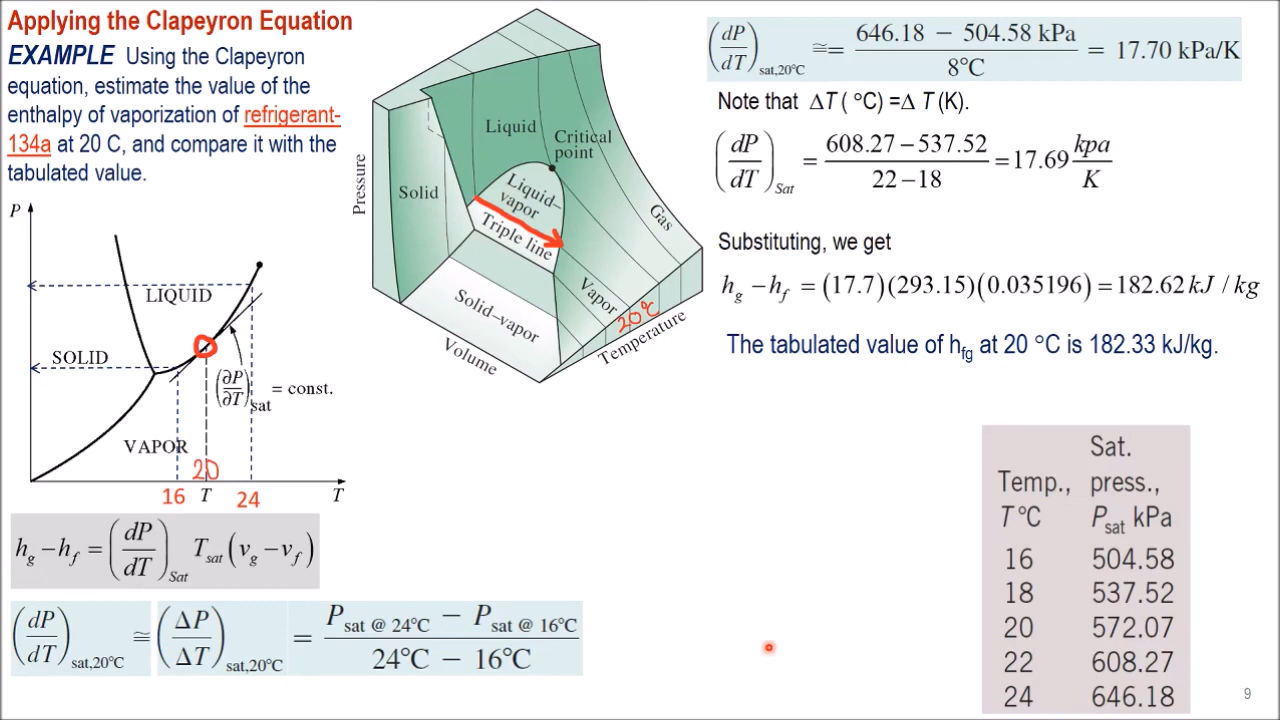 Applying the Clapeyron Equation
EXAMPLE Using the Clapeyron
equation, estimate the value of the
enthalpy of vaporization of refrigerant-
134a at 20 C, and compare it with the
tabulated value.
P
LIQUID
SOLID
VAPOR
(∂P/∂T)sat = const.
20
16 T 24 T
hg − hf = (dP/dT)Sat Tsat (vg − vf)
(dP/dT)sat,20°C ≅ (ΔP/ΔT)sat,20°C = (Psat @ 24°C − Psat @ 16°C) / (24°C − 16°C)
Pressure
Solid
Liquid
Critical
point
Liquid–
vapor
Triple line
Gas
Vapor
Solid–vapor
20°C
Volume
Temperature
(dP/dT)sat,20°C ≅= (646.18 − 504.58 kPa) / 8°C = 17.70 kPa/K
Note that ΔT ( °C) =Δ T (K).
(dP/dT)Sat = (608.27 − 537.52) / (22 − 18) = 17.69 kpa/K
Substituting, we get
hg − hf = (17.7)(293.15)(0.035196) = 182.62 kJ / kg
The tabulated value of hfg at 20 °C is 182.33 kJ/kg.
Sat.
Temp., press.,
T °C Psat kPa
16 504.58
18 537.52
20 572.07
22 608.27
24 646.18
9